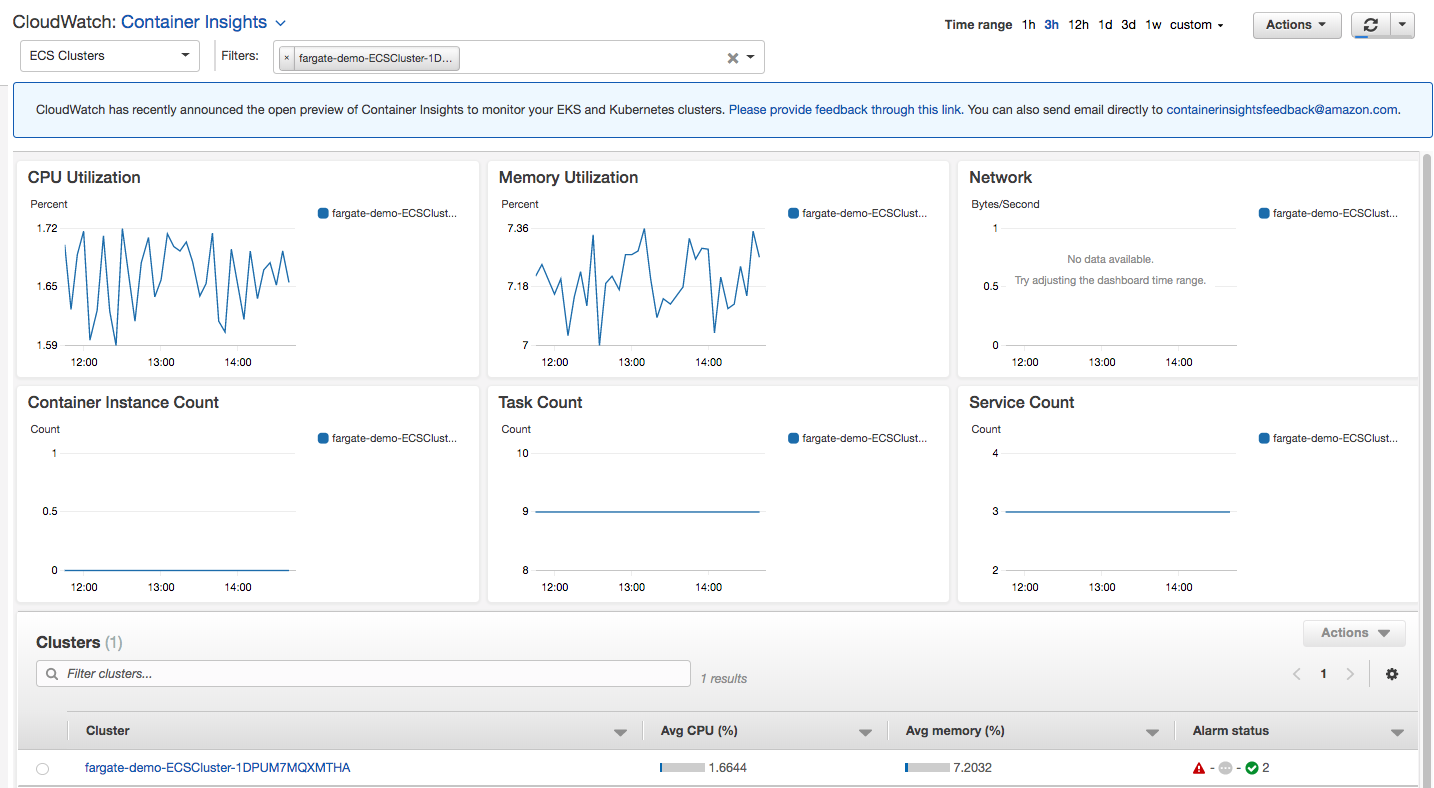 CloudWatch: Container Insights
Time range 1h 3h 12h 1d 3d 1w custom
Actions
ECS Clusters
Filters:
× fargate-demo-ECSCluster-1D...
CloudWatch has recently announced the open preview of Container Insights to monitor your EKS and Kubernetes clusters. Please provide feedback through this link. You can also send email directly to containerinsightsfeedback@amazon.com.
CPU Utilization
Percent
fargate-demo-ECSClust...
1.72
1.65
1.59
12:00 13:00 14:00
Memory Utilization
Percent
fargate-demo-ECSClust...
7.36
7.18
7
12:00 13:00 14:00
Network
Bytes/Second
fargate-demo-ECSClust...
1
No data available.
Try adjusting the dashboard time range.
0.5
0
12:00 13:00 14:00
Container Instance Count
Count
fargate-demo-ECSClust...
1
0.5
0
12:00 13:00 14:00
Task Count
Count
fargate-demo-ECSClust...
10
9
8
12:00 13:00 14:00
Service Count
Count
fargate-demo-ECSClust...
4
3
2
12:00 13:00 14:00
Clusters (1)
Actions
Filter clusters...
1 results
1
Cluster Avg CPU (%) Avg memory (%) Alarm status
fargate-demo-ECSCluster-1DPUM7MQXMTHA 1.6644 7.2032 - - 2